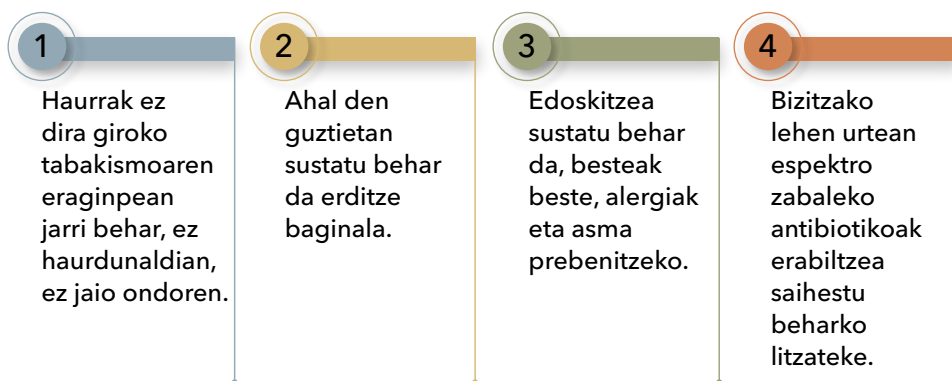 1
Haurrak ez
dira giroko
tabakismoaren
eraginpean
jarri behar, ez
haurdunaldian,
ez jaio ondoren.
2
Ahal den
guztietan
sustatu behar
da erditze
baginala.
3
Edoskitzea
sustatu behar
da, besteak
beste, alergiak
eta asma
prebenitzeko.
4
Bizitzako
lehen urtean
espektro
zabaleko
antibiotikoak
erabiltzea
saihestu
beharko
litzateke.